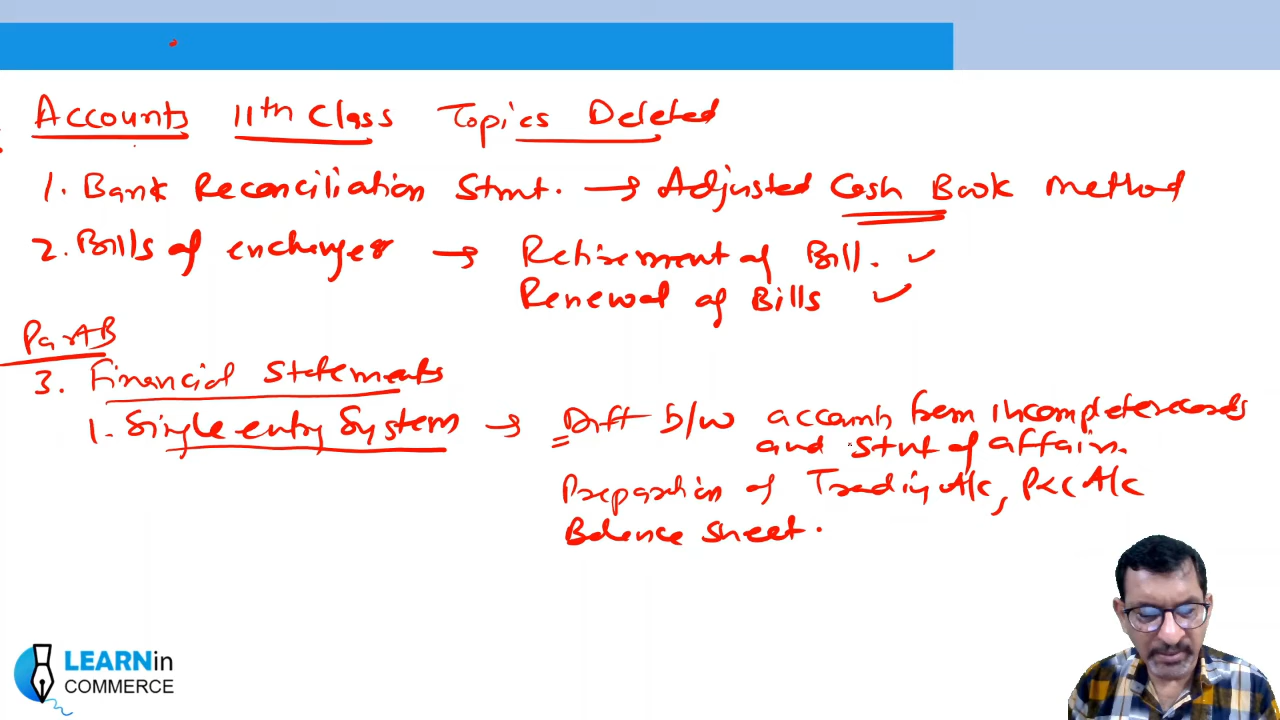 Accounts 11th Class Topics Deleted
1. Bank Reconciliation Stmt. → Adjusted Cash Book method
2. Bills of exchanges → Retirement of Bill. ✓
Renewal of Bills ✓
Part B
3. Financial Statements
1. Single entry System → Diff b/w accounts from incomplete records
and Stmt of affairs.
Preparation of Trading A/c, P&L A/c
Balance Sheet.
LEARNin
COMMERCE